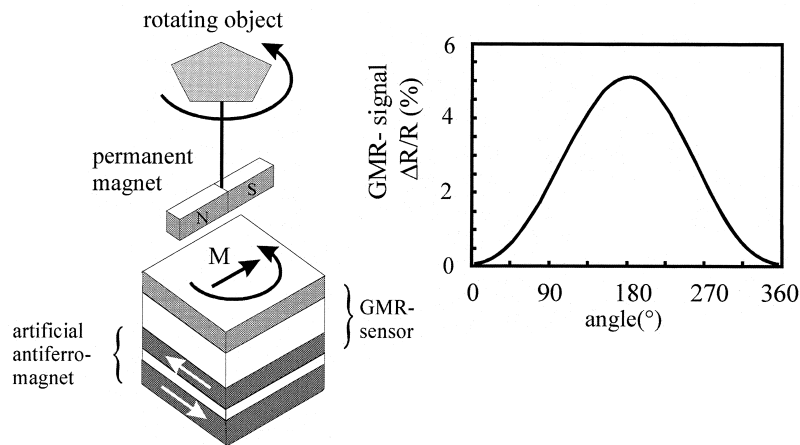 rotating object
permanent
magnet
N
S
M
GMR-
sensor
artificial
antiferro-
magnet
GMR- signal
ΔR/R (%)
6
4
2
0
0 90 180 270 360
angle(°)